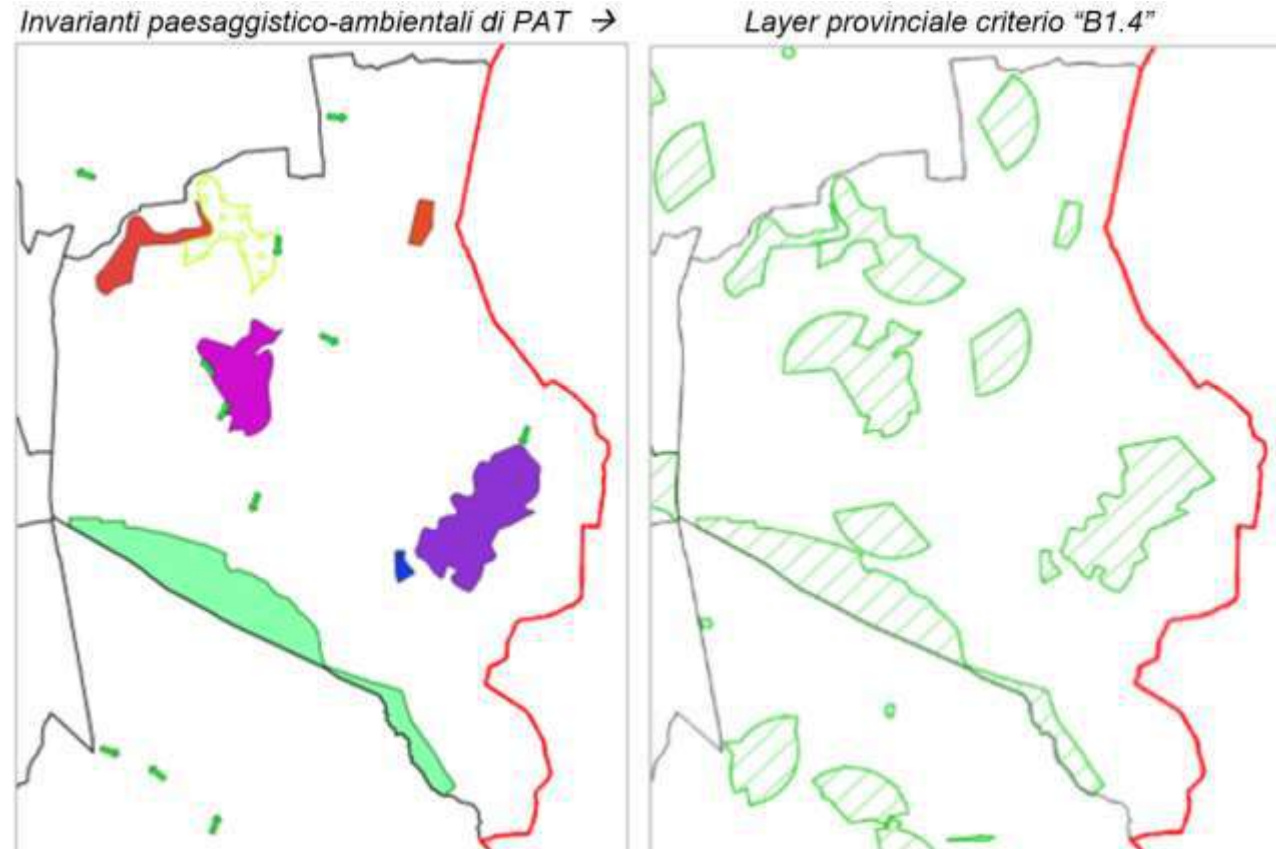 Invarianti paesaggistico-ambientali di PAT → Layer provinciale criterio “B1.4”